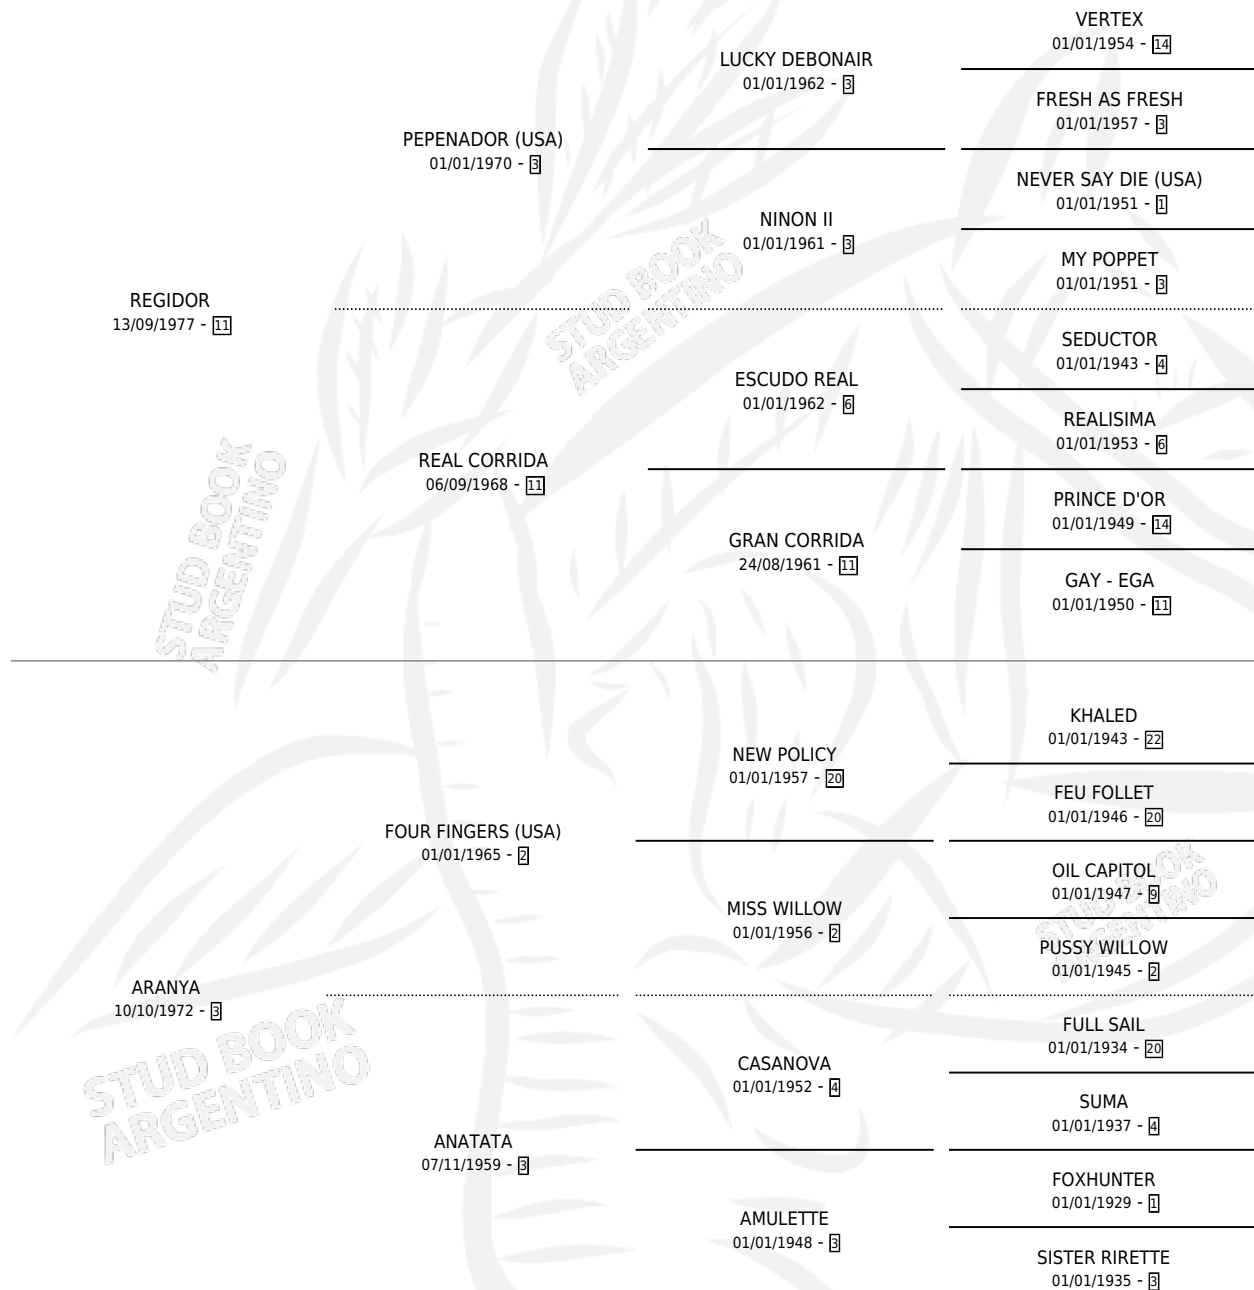 VERTEX
01/01/1954 - 14
LUCKY DEBONAIR
01/01/1962 - 3
FRESH AS FRESH
01/01/1957 - 3
PEPENADOR (USA)
01/01/1970 - 3
NEVER SAY DIE (USA)
01/01/1951 - 1
NINON II
01/01/1961 - 3
MY POPPET
01/01/1951 - 3
REGIDOR
13/09/1977 - 11
SEDUCTOR
01/01/1943 - 4
ESCUDO REAL
01/01/1962 - 6
REALISIMA
01/01/1953 - 6
REAL CORRIDA
06/09/1968 - 11
PRINCE D'OR
01/01/1949 - 14
GRAN CORRIDA
24/08/1961 - 11
GAY - EGA
01/01/1950 - 11
KHALED
01/01/1943 - 22
NEW POLICY
01/01/1957 - 20
FEU FOLLET
01/01/1946 - 20
FOUR FINGERS (USA)
01/01/1965 - 2
OIL CAPITOL
01/01/1947 - 9
MISS WILLOW
01/01/1956 - 2
PUSSY WILLOW
01/01/1945 - 2
ARANYA
10/10/1972 - 3
FULL SAIL
01/01/1934 - 20
CASANOVA
01/01/1952 - 4
SUMA
01/01/1937 - 4
ANATATA
07/11/1959 - 3
FOXHUNTER
01/01/1929 - 1
AMULETTE
01/01/1948 - 3
SISTER RIRETTE
01/01/1935 - 3
STUD BOOK
ARGENTINO
STUD BOOK
ARGENTINO
STUD BOOK
ARGENTINO
STUD BOOK
ARGENTINO